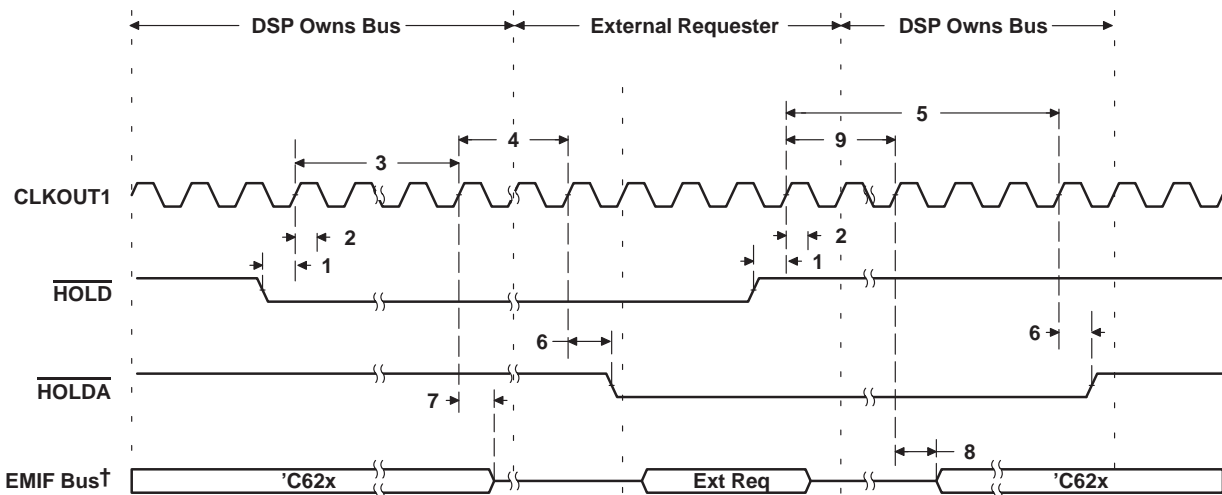 DSP Owns Bus External Requester DSP Owns Bus
5
4 9
3
CLKOUT1
2 2
1 1
HOLD
6 6
HOLDA
7
8
EMIF Bus† 'C62x Ext Req 'C62x